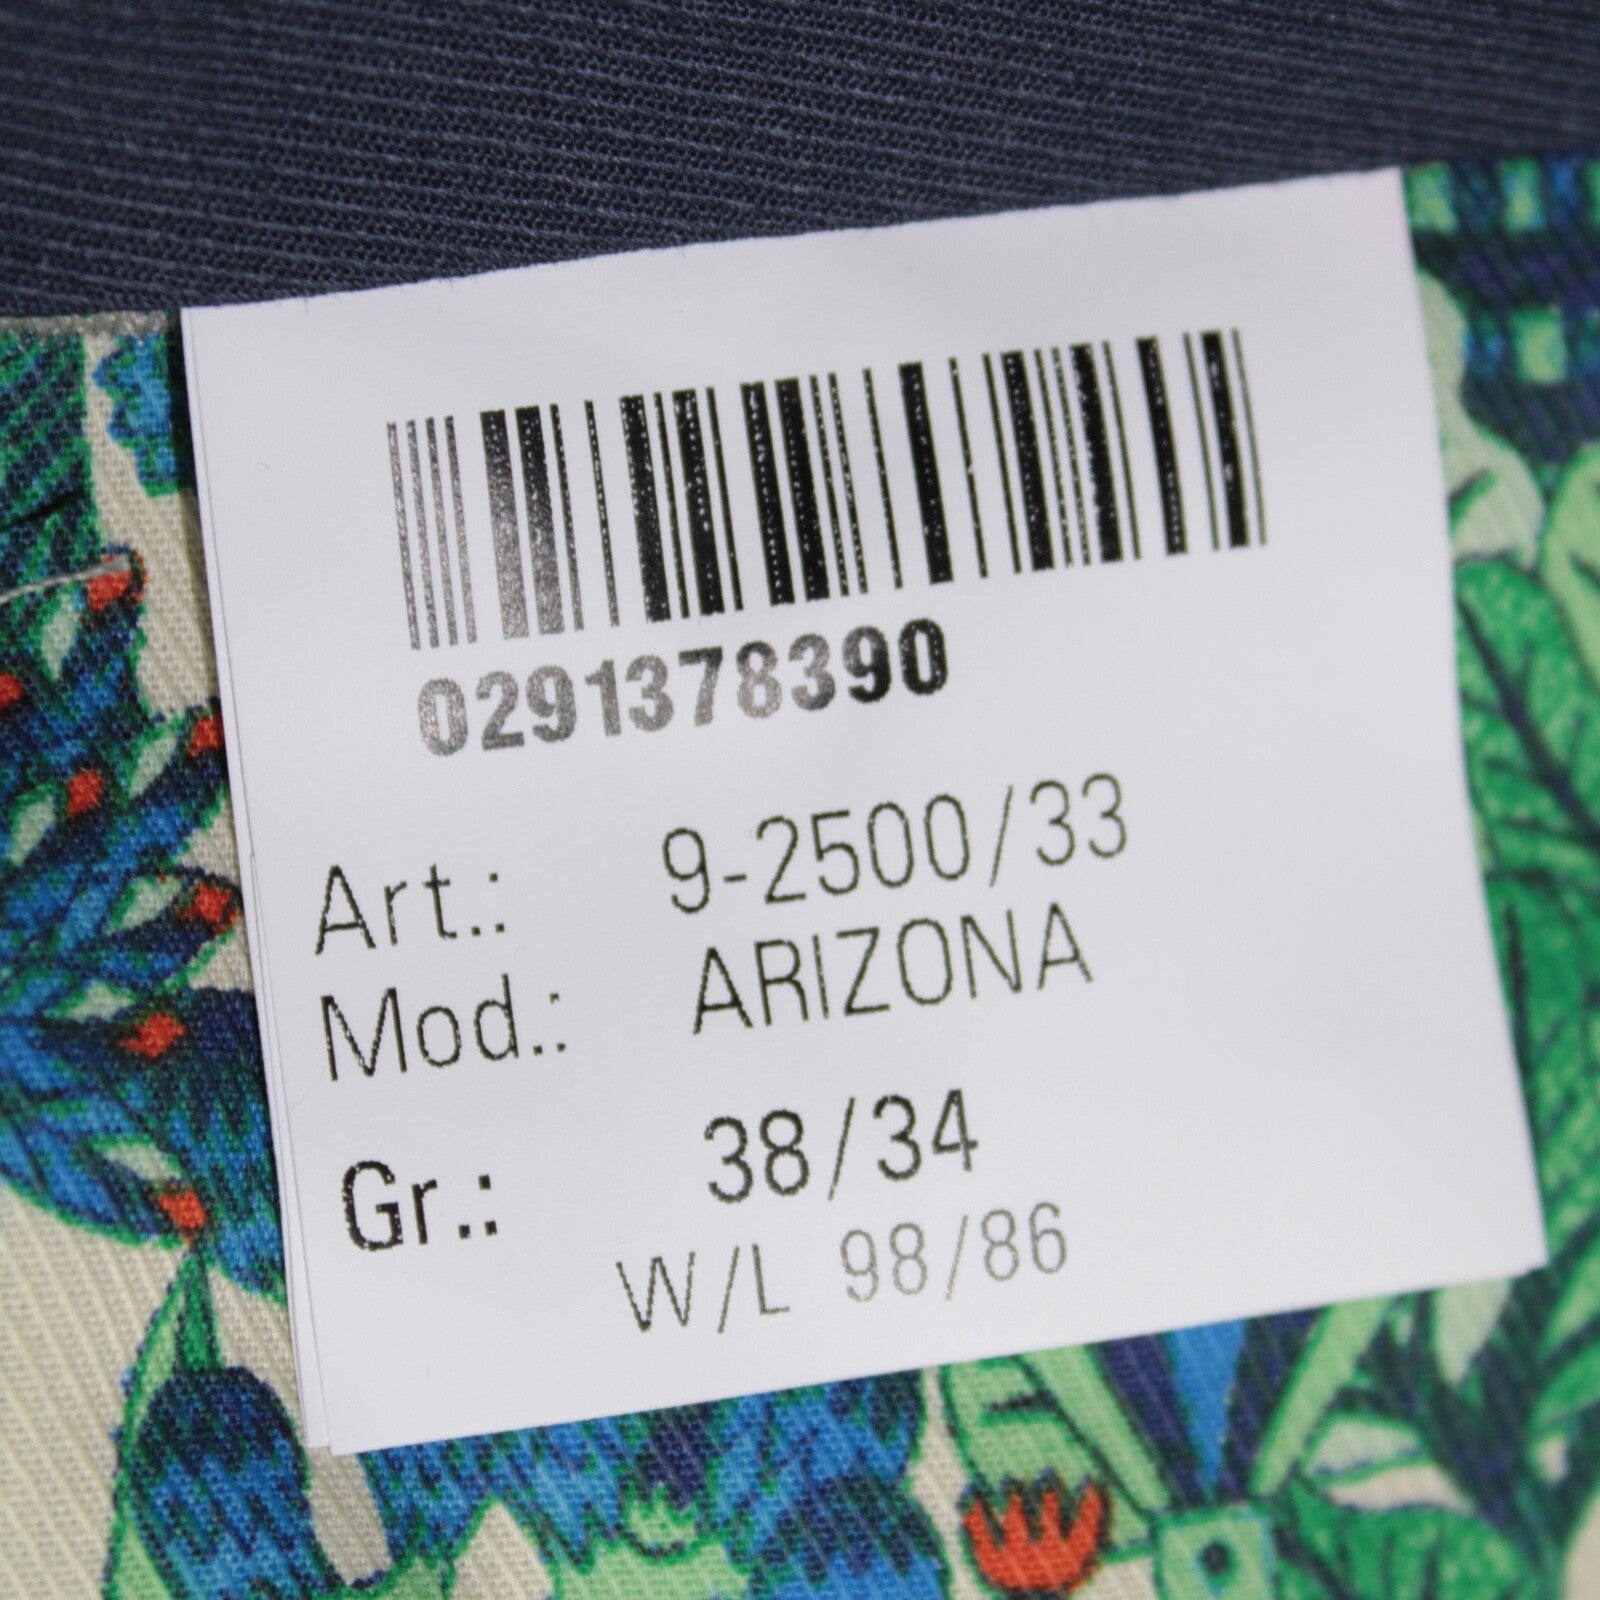 0291378390
Art.: 9-2500/33
Mod.: ARIZONA
Gr.: 38/34
W/L 98/86